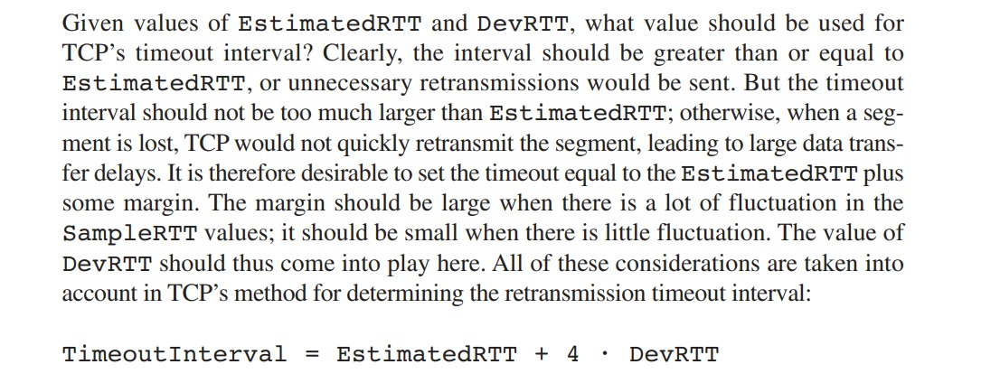 Given values of EstimatedRTT and DevRTT, what value should be used for
TCP’s timeout interval? Clearly, the interval should be greater than or equal to
EstimatedRTT, or unnecessary retransmissions would be sent. But the timeout
interval should not be too much larger than EstimatedRTT; otherwise, when a seg-
ment is lost, TCP would not quickly retransmit the segment, leading to large data trans-
fer delays. It is therefore desirable to set the timeout equal to the EstimatedRTT plus
some margin. The margin should be large when there is a lot of fluctuation in the
SampleRTT values; it should be small when there is little fluctuation. The value of
DevRTT should thus come into play here. All of these considerations are taken into
account in TCP’s method for determining the retransmission timeout interval:
TimeoutInterval = EstimatedRTT + 4 · DevRTT